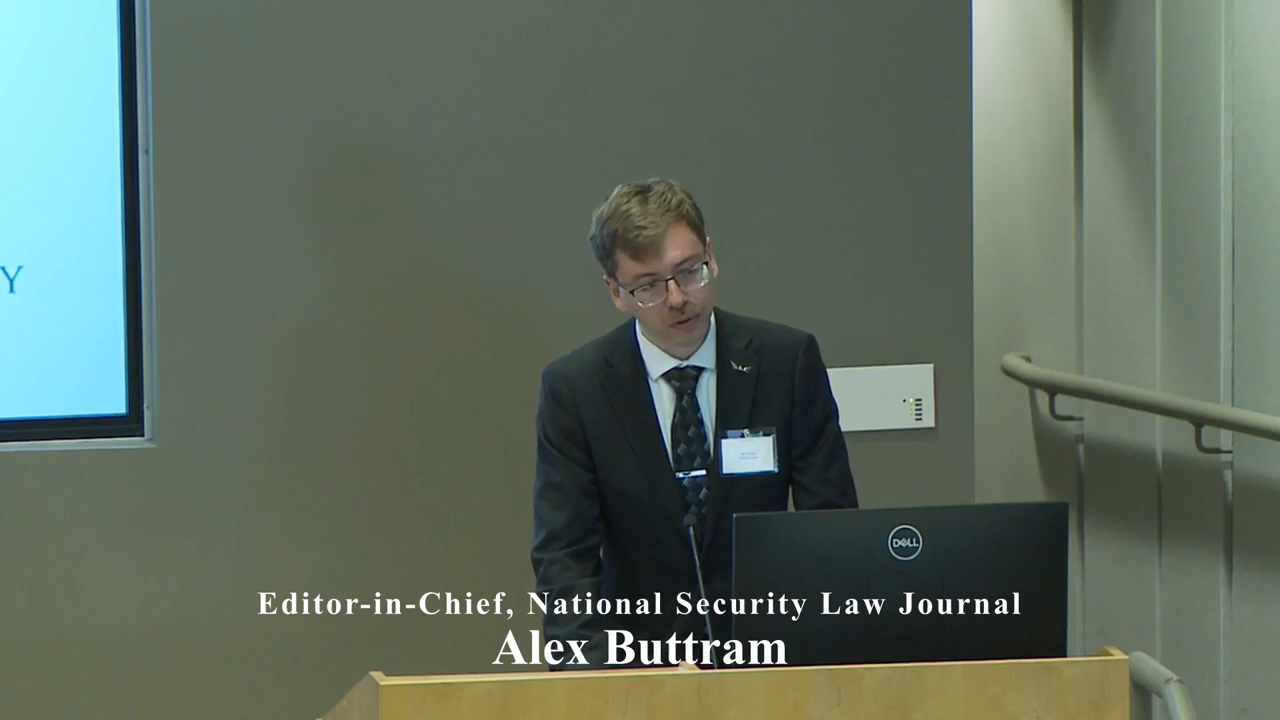 Y
DELL
Editor-in-Chief, National Security Law Journal
Alex Buttram